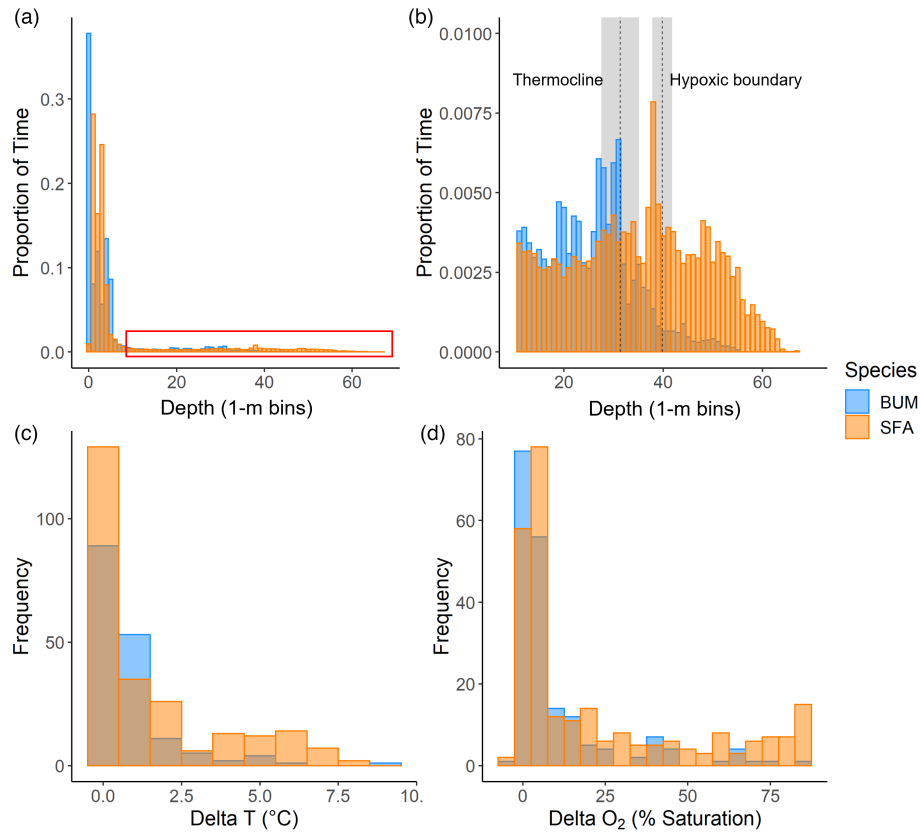 (a)
Proportion of Time
0.3
0.2
0.1
0.0
0 20 40 60
Depth (1-m bins)
(b)
Proportion of Time
0.0100
0.0075
0.0050
0.0025
0.0000
Thermocline
Hypoxic boundary
20 40 60
Depth (1-m bins)
Species
BUM
SFA
(c)
Frequency
100
50
0
0.0 2.5 5.0 7.5 10.
Delta T (°C)
(d)
Frequency
80
60
40
20
0
0 25 50 75
Delta O₂ (% Saturation)